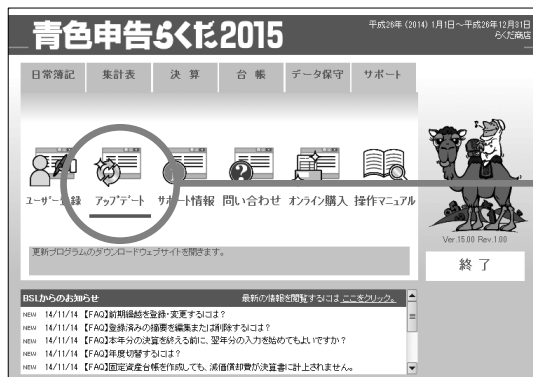 青色申告らくだ2015
平成26年 (2014) 1月1日～平成26年12月31日
らくだ商店
日常簿記 集計表 決 算 台 帳 データ保守 サポート
ユーザー登録 アップデート サポート情報 問い合わせ オンライン購入 操作マニュアル
更新プログラムのダウンロードウェブサイトを開きます。
Ver.15.00 Rev.1.00
終 了
BSLからのお知らせ 最新の情報を閲覧するには ここをクリック。
NEW 14/11/14 【FAQ】前期繰越を登録・変更するには？
NEW 14/11/14 【FAQ】登録済みの摘要を編集または削除するには？
NEW 14/11/14 【FAQ】本年分の決算を終える前に、翌年分の入力を始めてもよいですか？
NEW 14/11/14 【FAQ】年度切替するには？
NEW 14/11/14 【FAQ】固定資産台帳を作成しても、減価償却費が決算書に計上されません。